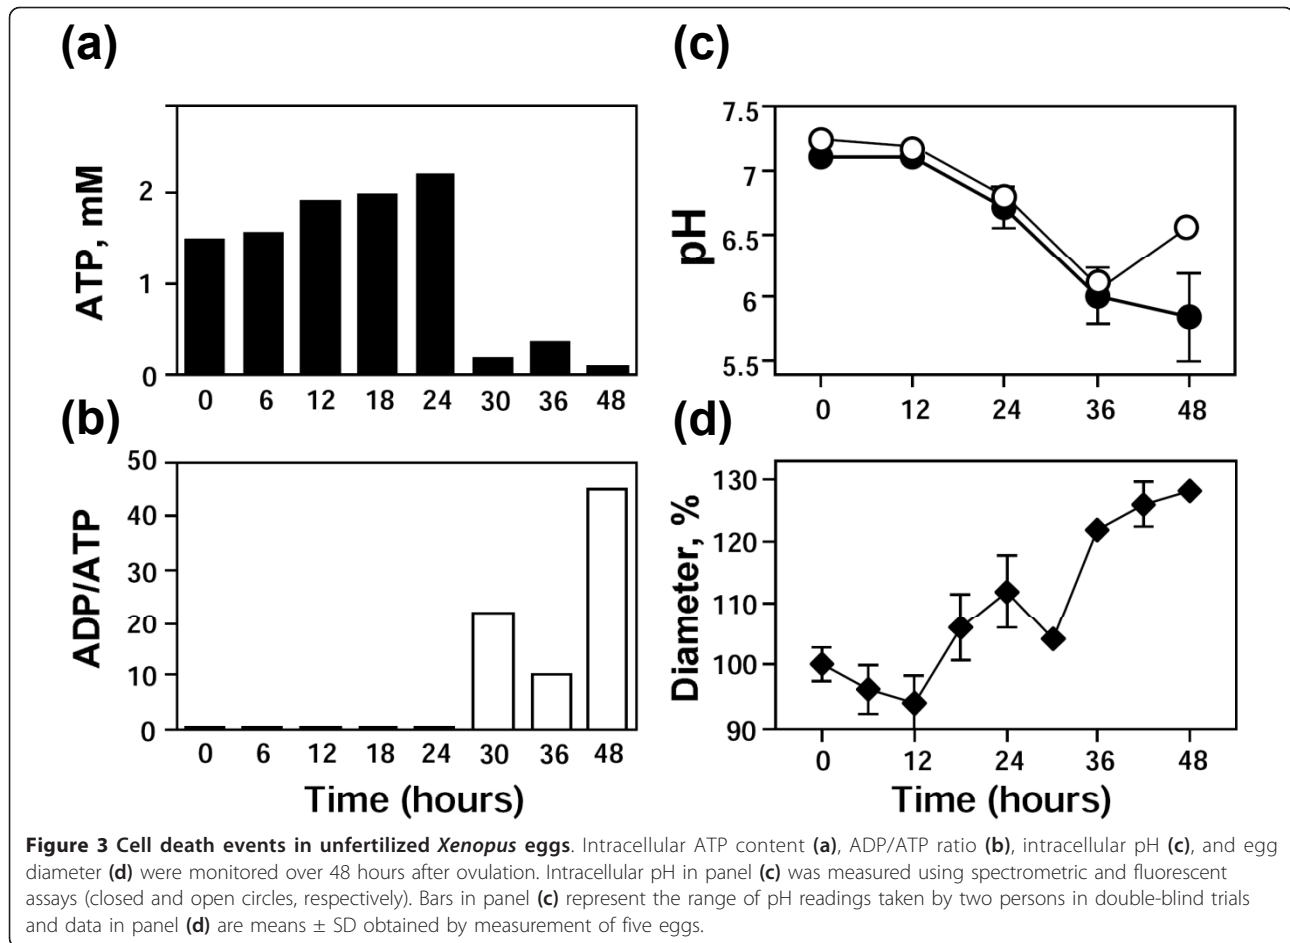 (a)
ATP, mM
2
1
0
0 6 12 18 24 30 36 48
(b)
ADP/ATP
50
40
30
20
10
0
0 6 12 18 24 30 36 48
Time (hours)
(c)
pH
7.5
7
6.5
6
5.5
0 12 24 36 48
(d)
Diameter, %
130
120
110
100
90
0 12 24 36 48
Time (hours)
Figure 3 Cell death events in unfertilized Xenopus eggs. Intracellular ATP content (a), ADP/ATP ratio (b), intracellular pH (c), and egg
diameter (d) were monitored over 48 hours after ovulation. Intracellular pH in panel (c) was measured using spectrometric and fluorescent
assays (closed and open circles, respectively). Bars in panel (c) represent the range of pH readings taken by two persons in double-blind trials
and data in panel (d) are means ± SD obtained by measurement of five eggs.